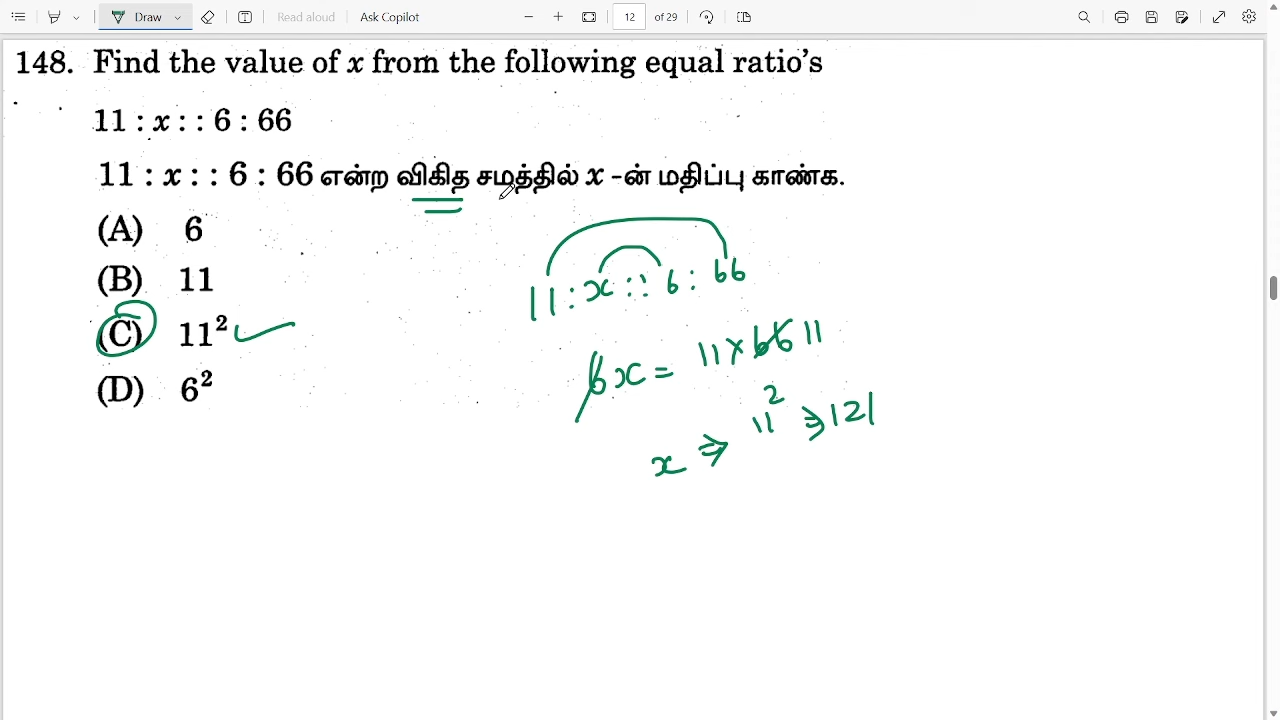 Draw Read aloud Ask Copilot 12 of 29
148. Find the value of x from the following equal ratio's
11 : x : : 6 : 66
11 : x : : 6 : 66 என்ற விகித சமத்தில் x -ன் மதிப்பு காண்க.
(A) 6
(B) 11
(C) 11²
(D) 6²
11 : x :: 6 : 66
6x = 11 × 66 11
x ⇒ 11² ⇒ 121